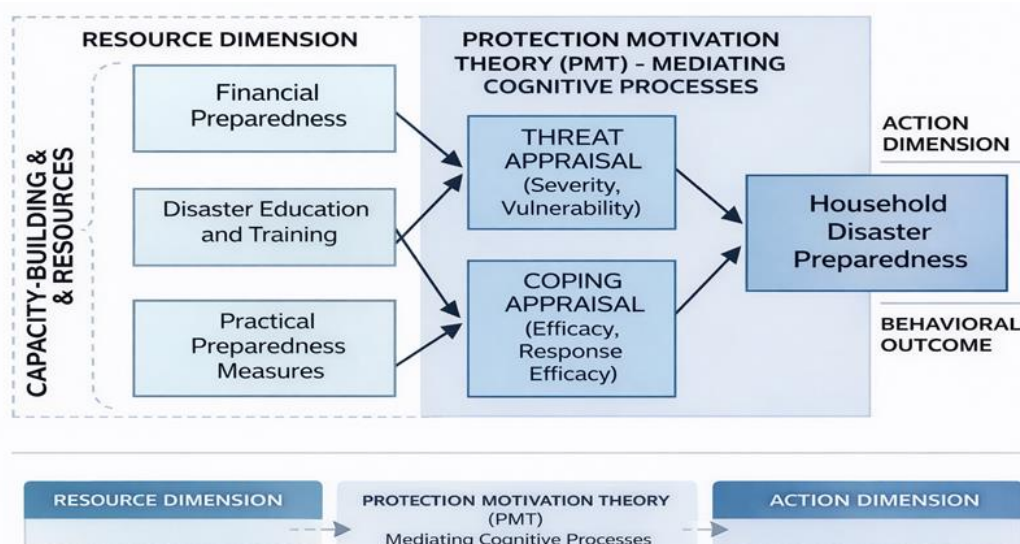 RESOURCE DIMENSION
CAPACITY-BUILDING
& RESOURCES
Financial
Preparedness
Disaster Education
and Training
Practical
Preparedness
Measures
PROTECTION MOTIVATION
THEORY (PMT) – MEDIATING
COGNITIVE PROCESSES
THREAT
APPRAISAL
(Severity,
Vulnerability)
COPING
APPRAISAL
(Efficacy,
Response
Efficacy)
ACTION
DIMENSION
Household
Disaster
Preparedness
BEHAVIORAL
OUTCOME
RESOURCE DIMENSION
PROTECTION MOTIVATION THEORY
(PMT)
Mediating Cognitive Processes
ACTION DIMENSION